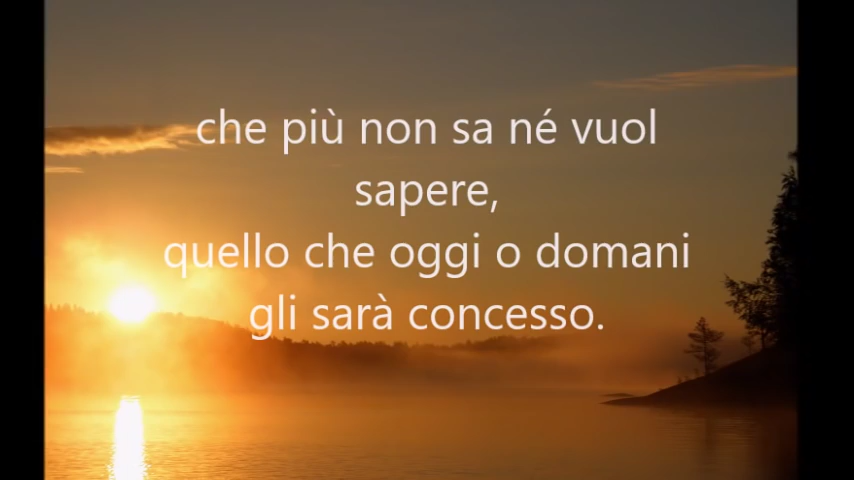 che più non sa né vuol
sapere,
quello che oggi o domani
gli sarà concesso.